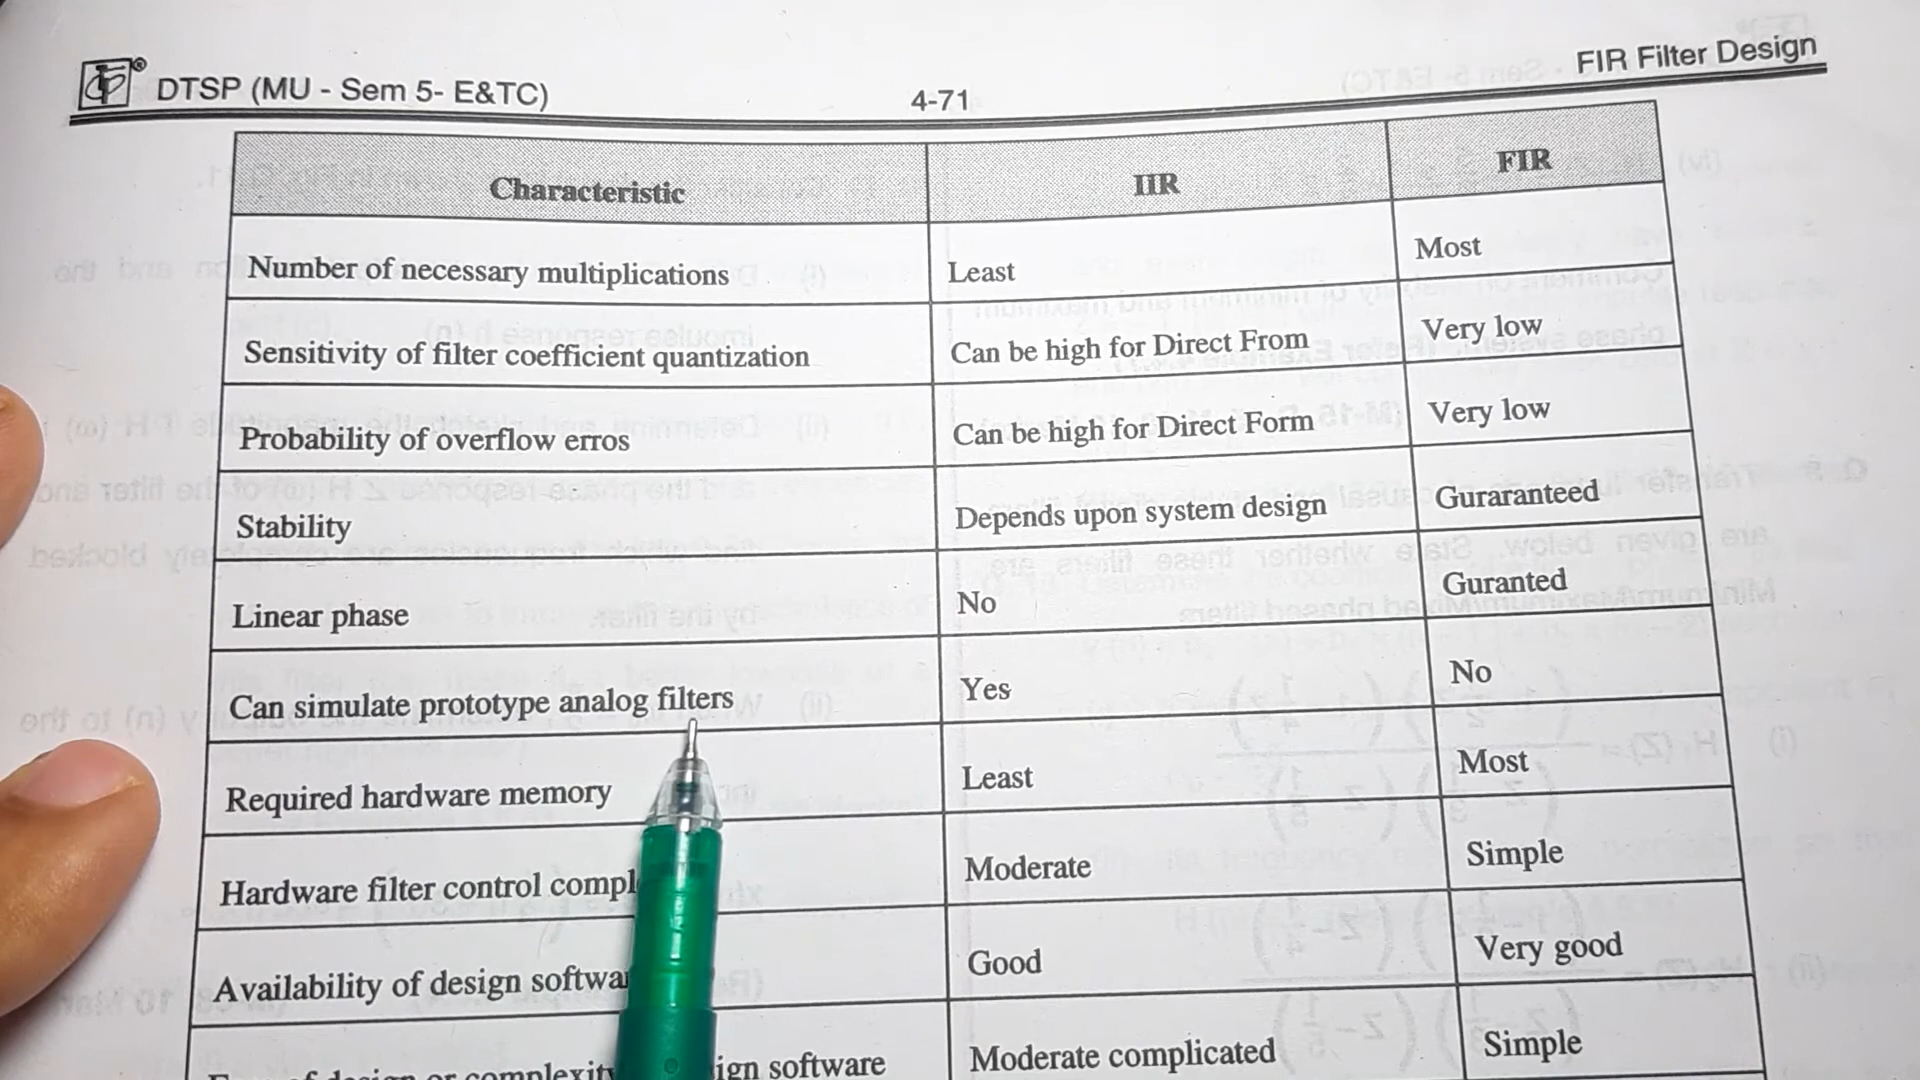 DTSP (MU - Sem 5- E&TC) 4-71 FIR Filter Design
Characteristic IIR FIR
Number of necessary multiplications Least Most
Sensitivity of filter coefficient quantization Can be high for Direct From Very low
Probability of overflow erros Can be high for Direct Form Very low
Stability Depends upon system design Guraranteed
Linear phase No Guranted
Can simulate prototype analog filters Yes No
Required hardware memory Least Most
Hardware filter control Moderate Simple
Availability of design Good Very good
design or software Moderate complicated Simple